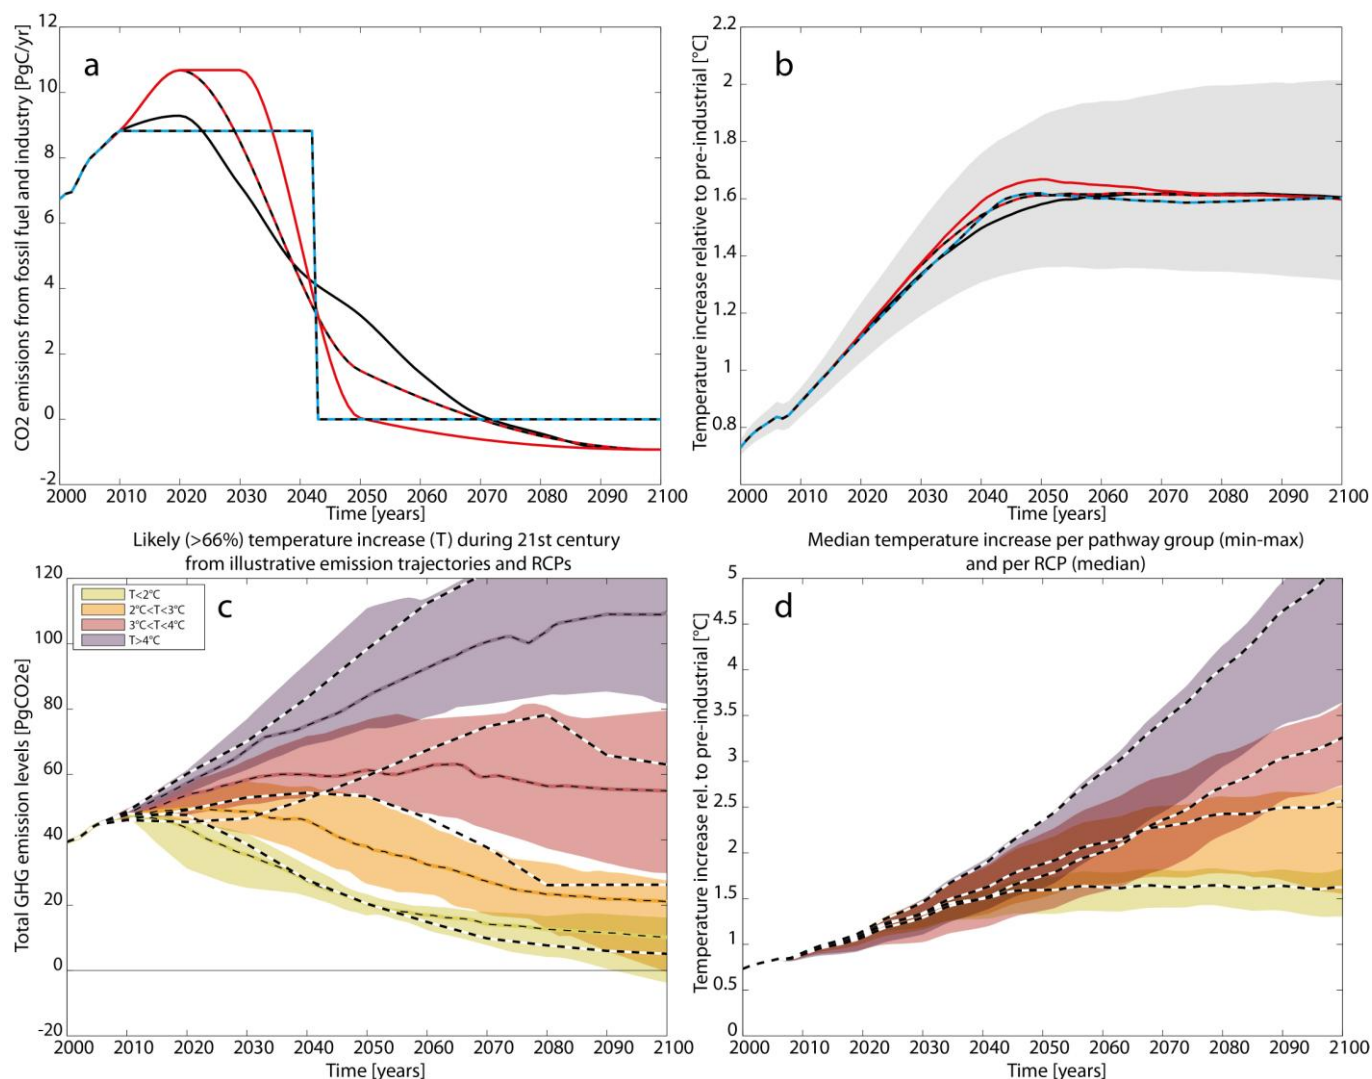 a
CO2 emissions from fossil fuel and industry [PgC/yr]
12
10
8
6
4
2
0
-2
2000 2010 2020 2030 2040 2050 2060 2070 2080 2090 2100
Time [years]
b
Temperature increase relative to pre-industrial [°C]
2.2
2
1.8
1.6
1.4
1.2
1
0.8
2000 2010 2020 2030 2040 2050 2060 2070 2080 2090 2100
Time [years]
Likely (>66%) temperature increase (T) during 21st century
from illustrative emission trajectories and RCPs
c
T<2°C
2°C<T<3°C
3°C<T<4°C
T>4°C
Total GHG emission levels [PgCO2e]
120
100
80
60
40
20
0
-20
2000 2010 2020 2030 2040 2050 2060 2070 2080 2090 2100
Time [years]
Median temperature increase per pathway group (min-max)
and per RCP (median)
d
Temperature increase rel. to pre-industrial [°C]
5
4.5
4
3.5
3
2.5
2
1.5
1
0.5
0
2000 2010 2020 2030 2040 2050 2060 2070 2080 2090 2100
Time [years]